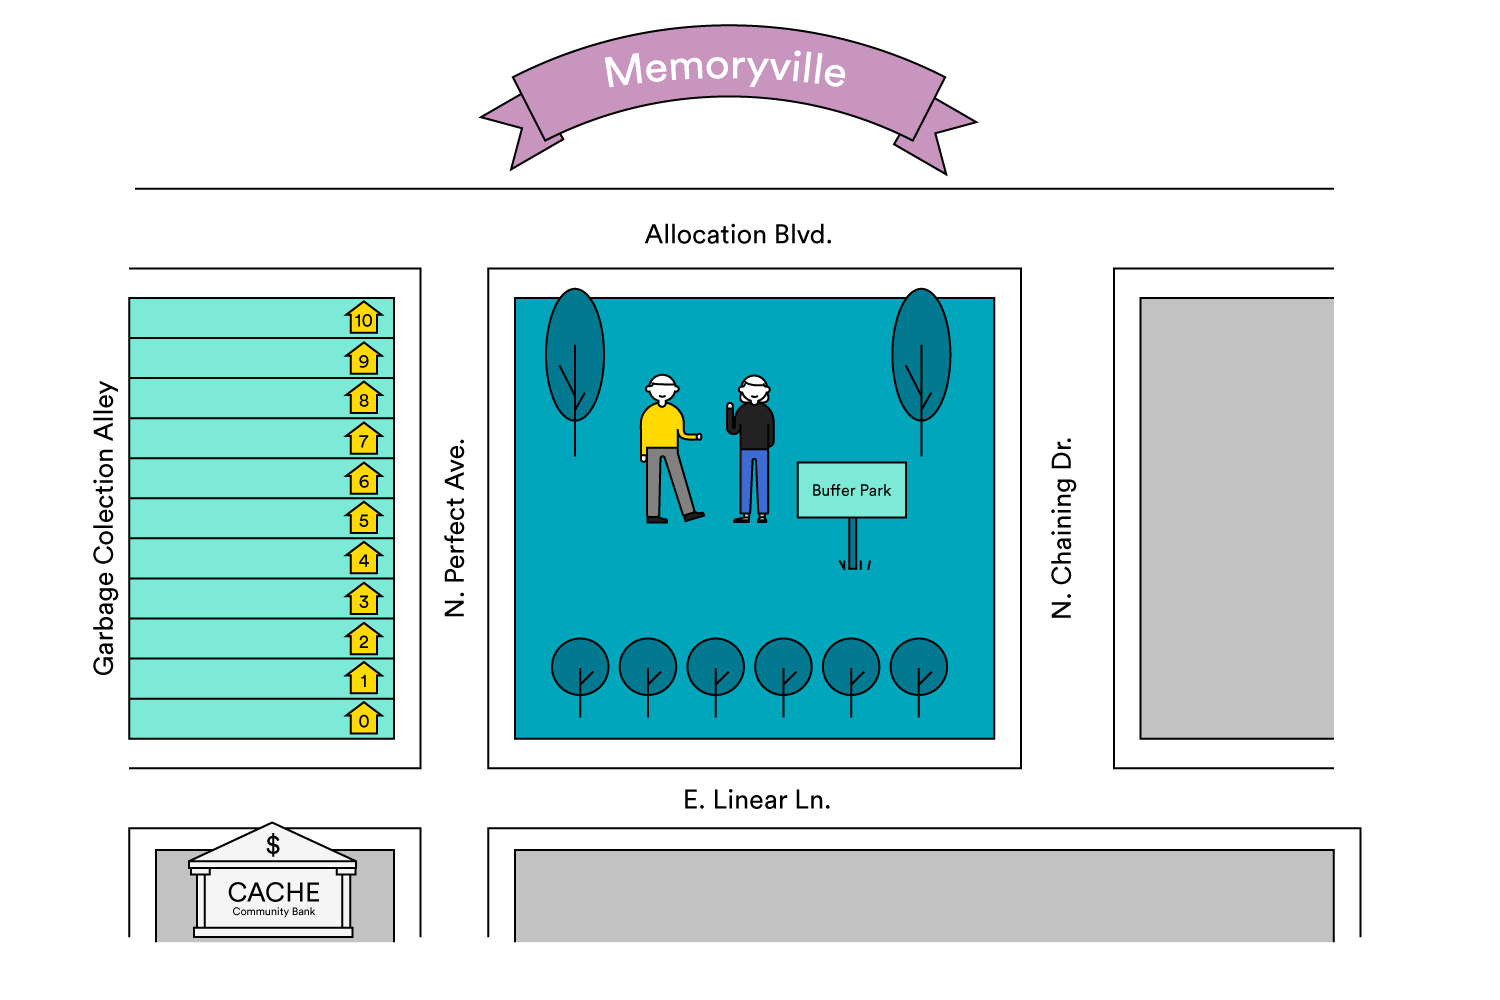 Memoryville
Allocation Blvd.
Garbage Colection Alley
10
9
8
7
6
5
4
3
2
1
0
N. Perfect Ave.
Buffer Park
N. Chaining Dr.
E. Linear Ln.
$
CACHE
Community Bank